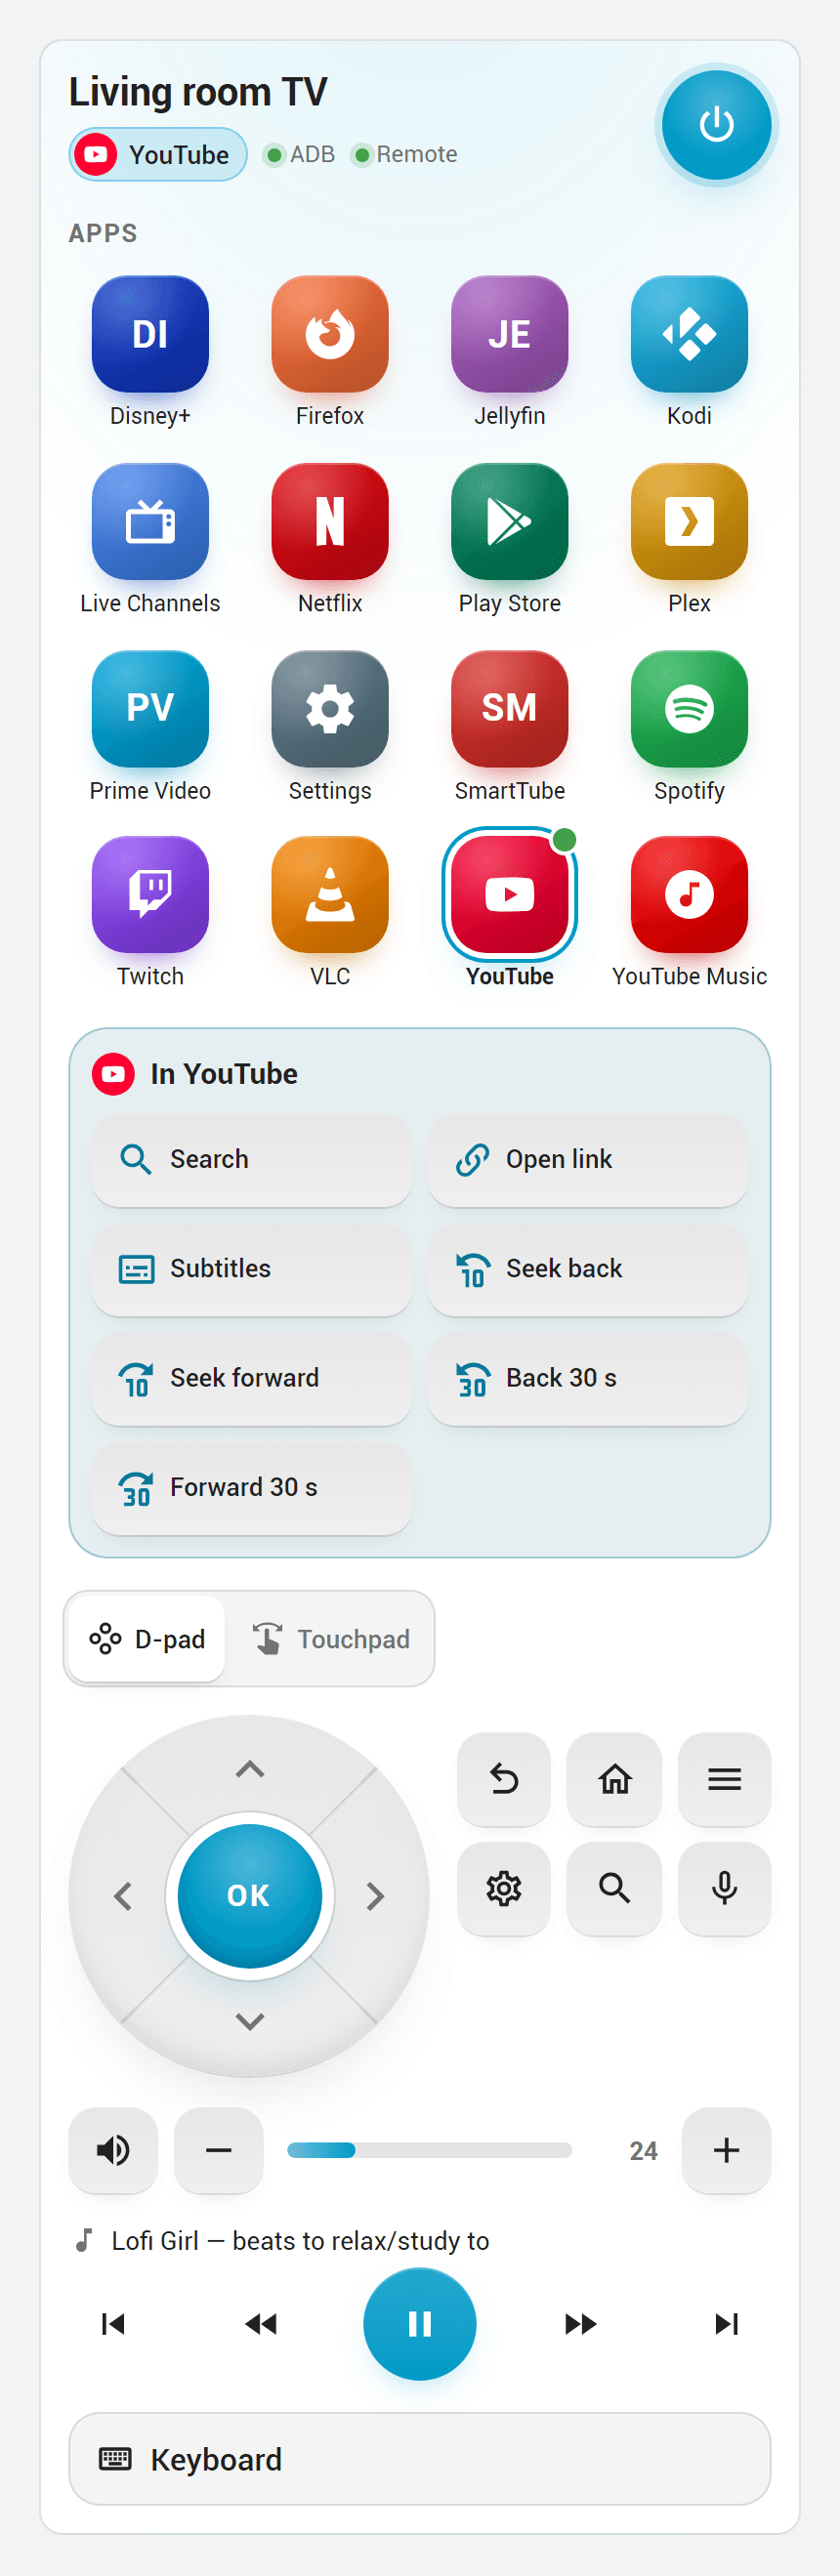 Living room TV
YouTube ADB Remote
APPS
DI JE
Disney+ Firefox Jellyfin Kodi
N
Live Channels Netflix Play Store Plex
PV SM
Prime Video Settings SmartTube Spotify
Twitch VLC YouTube YouTube Music
In YouTube
Search Open link
Subtitles 10 Seek back
10 Seek forward 30 Back 30 s
30 Forward 30 s
D-pad Touchpad
OK
24
Lofi Girl — beats to relax/study to
Keyboard